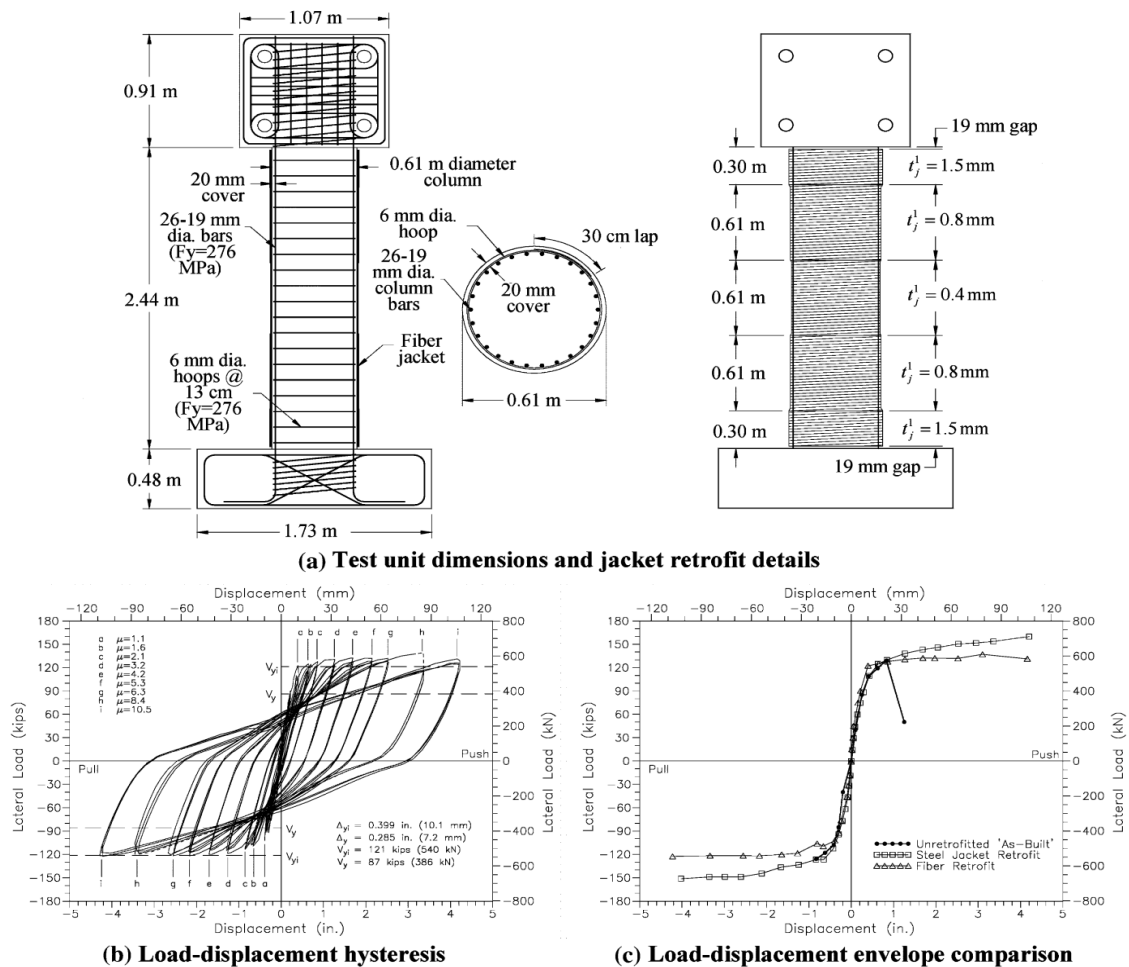 1.07 m
0.91 m
2.44 m
0.48 m
1.73 m
20 mm
cover
26-19 mm
dia. bars
(Fy=276
MPa)
6 mm dia.
hoops @
13 cm
(Fy=276
MPa)
0.61 m diameter
column
6 mm dia.
hoop
26-19
mm dia.
column
bars
20 mm
cover
30 cm lap
0.61 m
Fiber
jacket
19 mm gap
0.30 m
0.61 m
0.61 m
0.61 m
0.30 m
t_j^1 = 1.5 mm
t_j^1 = 0.8 mm
t_j^1 = 0.4 mm
t_j^1 = 0.8 mm
t_j^1 = 1.5 mm
19 mm gap
(a) Test unit dimensions and jacket retrofit details
Displacement (mm)
-120 -90 -60 -30 0 30 60 90 120
180
150
120
90
60
30
0
-30
-60
-90
-120
-150
-180
Lateral Load (kips)
800
600
400
200
0
-200
-400
-600
-800
Lateral Load (kN)
a μ=1.1
b μ=1.6
c μ=2.1
d μ=3.2
e μ=4.2
f μ=5.3
g μ=6.3
h μ=8.4
i μ=10.5
a b c d e f g h i
Vyi
Vy
Push
Pull
Vy
Vyi
Δyi = 0.399 in. (10.1 mm)
Δy = 0.285 in. (7.2 mm)
Vyi = 121 kips (540 kN)
Vy = 87 kips (386 kN)
i h g f e d c b a
-5 -4 -3 -2 -1 0 1 2 3 4 5
Displacement (in.)
(b) Load-displacement hysteresis
Displacement (mm)
-120 -90 -60 -30 0 30 60 90 120
180
150
120
90
60
30
0
-30
-60
-90
-120
-150
-180
Lateral Load (kips)
800
600
400
200
0
-200
-400
-600
-800
Lateral Load (kN)
Push
Pull
Unretrofitted 'As-Built'
Steel Jacket Retrofit
Fiber Retrofit
-5 -4 -3 -2 -1 0 1 2 3 4 5
Displacement (in.)
(c) Load-displacement envelope comparison